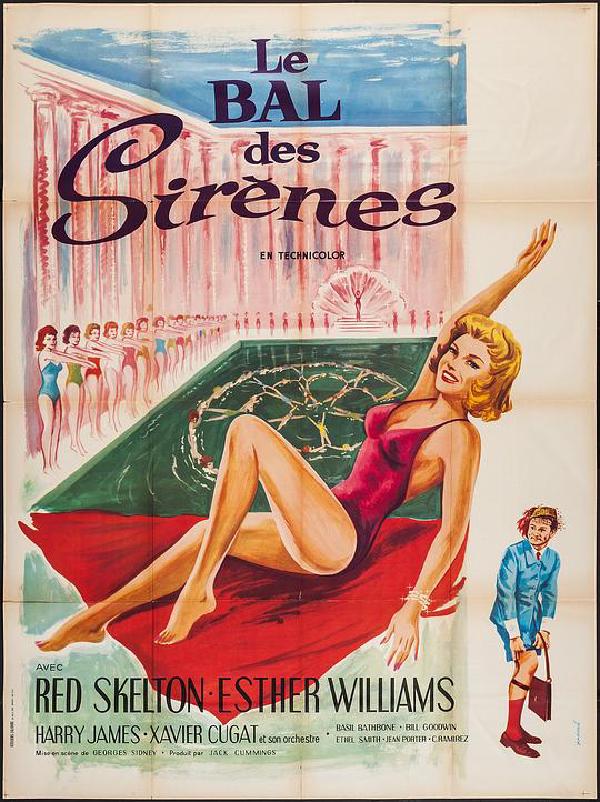 Le
BAL
des
Sirènes
EN TECHNICOLOR
AVEC
RED SKELTON · ESTHER WILLIAMS
HARRY JAMES · XAVIER CUGAT et son orchestre · BASIL RATHBONE · BILL GOODWIN
ETHEL SMITH · JEAN PORTER · C.RAMIREZ
Mise en scène de GEORGES SIDNEY · Produit par JACK CUMMINGS